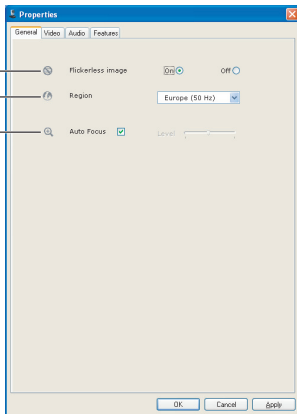 Properties
General Video Audio Features
Flickerless image On Off
Region Europe (50 Hz)
Auto Focus Level
OK Cancel Apply